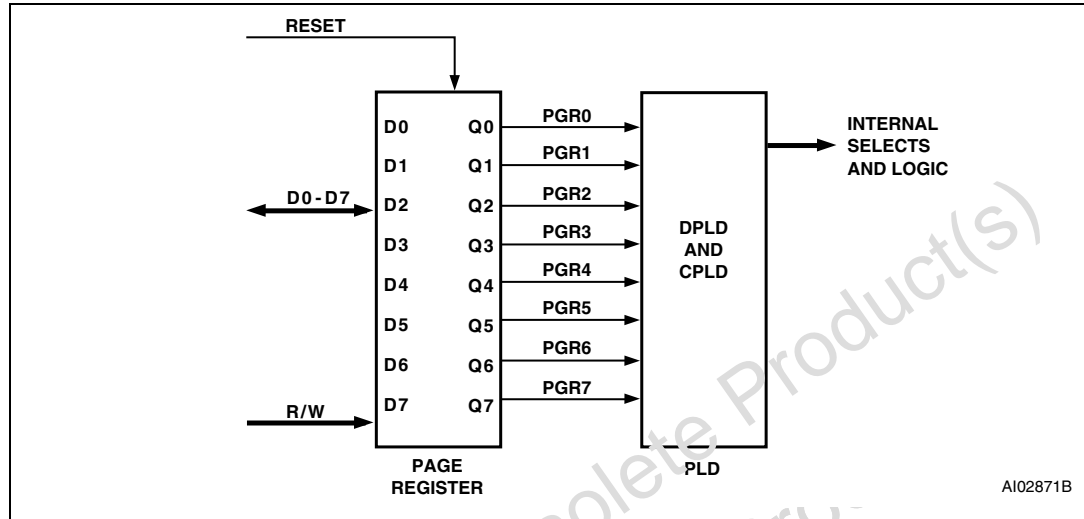 RESET
D0 Q0 PGR0
D1 Q1 PGR1
D0-D7 D2 Q2 PGR2
D3 Q3 PGR3
D4 Q4 PGR4
D5 Q5 PGR5
D6 Q6 PGR6
R/W D7 Q7 PGR7
DPLD
AND
CPLD
INTERNAL
SELECTS
AND LOGIC
PAGE
REGISTER
PLD
AI02871B
olete Product(s)